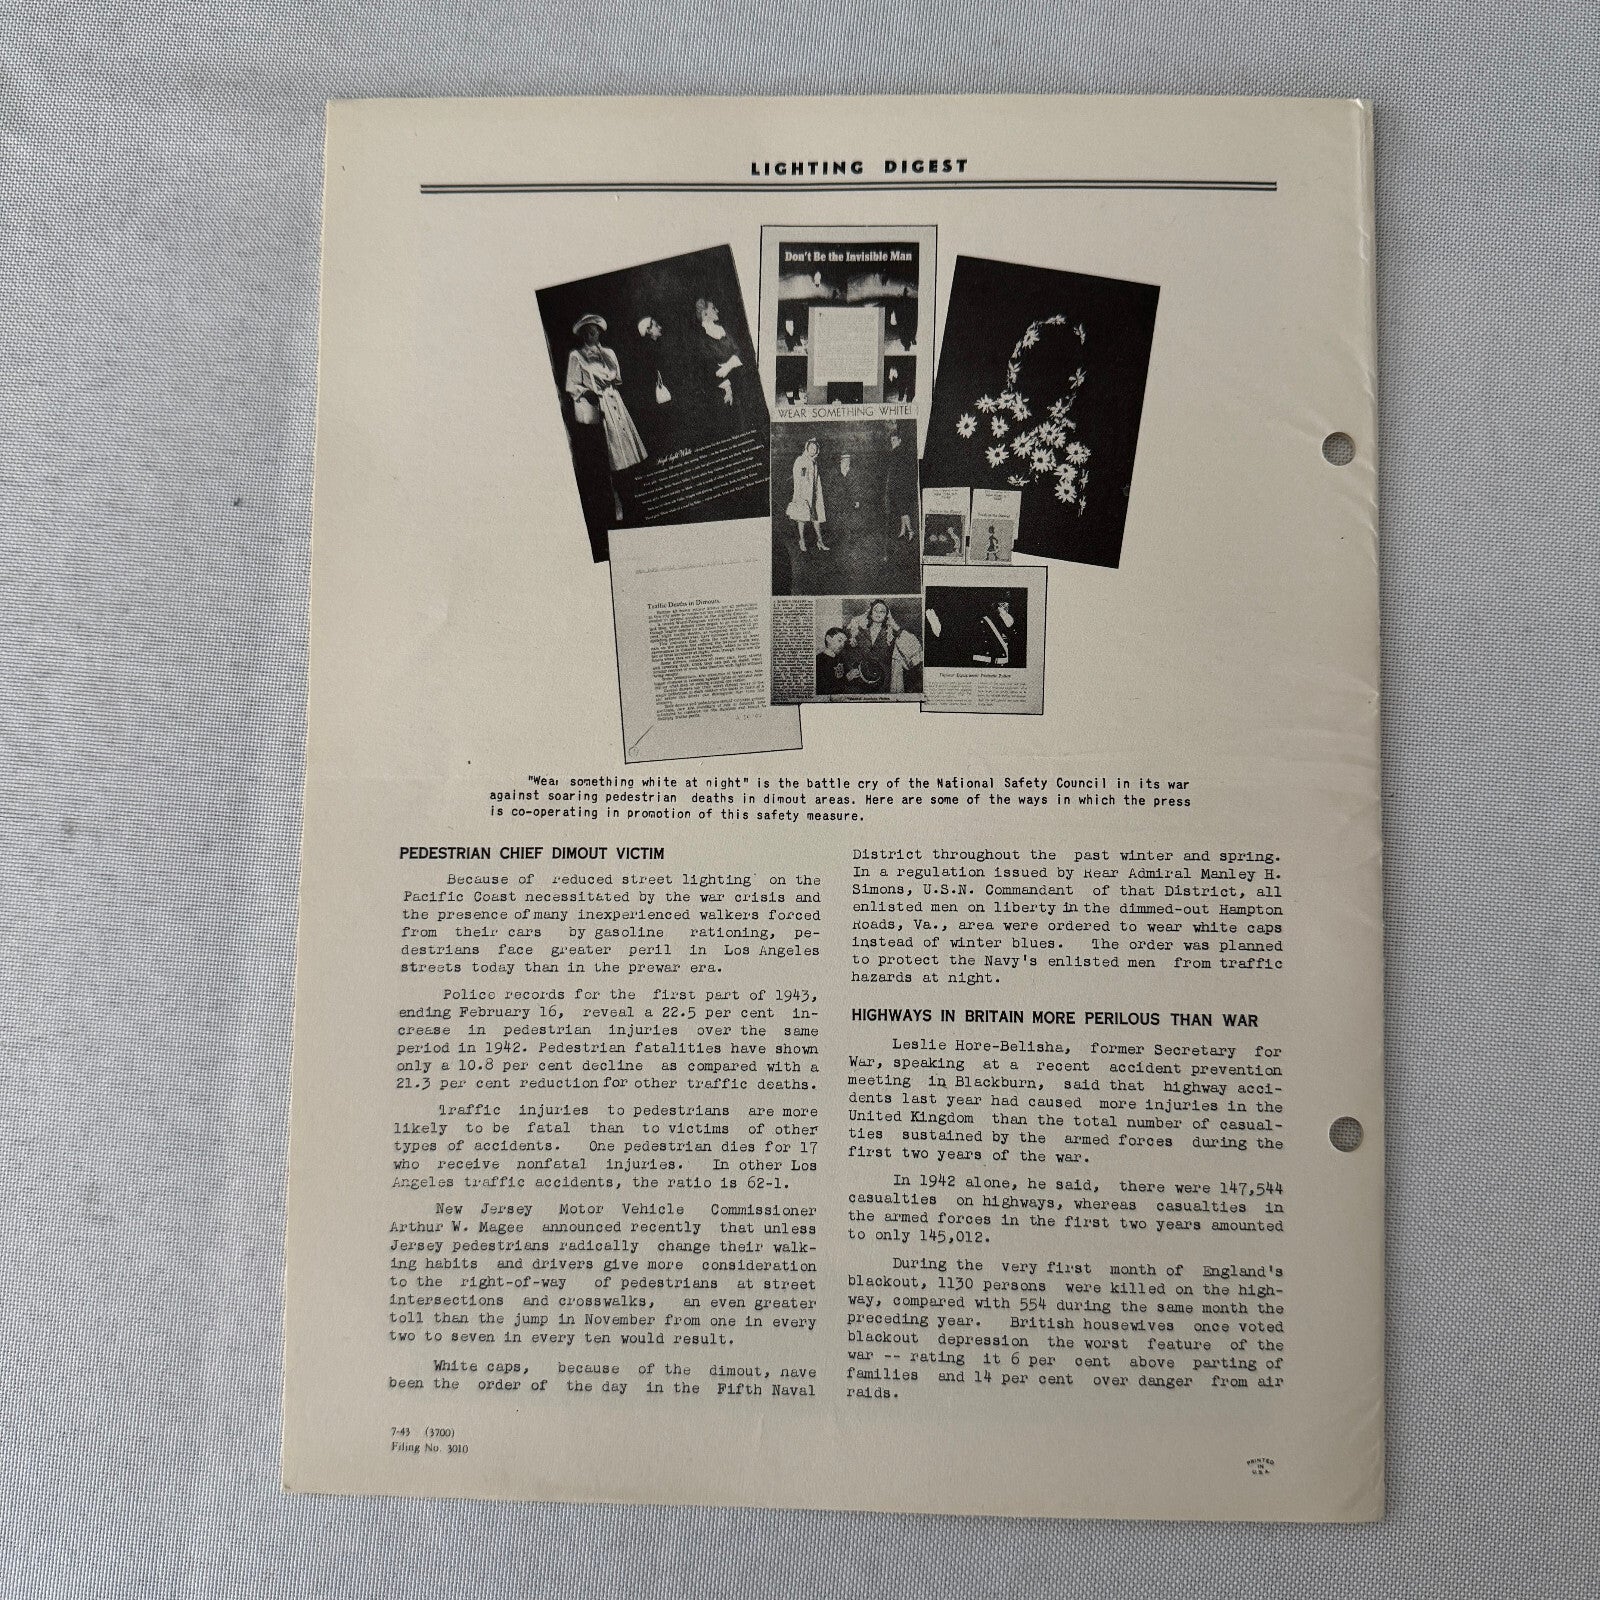 LIGHTING DIGEST
Don't Be the Invisible Man
WEAR SOMETHING WHITE!
High-light White
Traffic Deaths in Dimouts
"Wear something white at night" is the battle cry of the National Safety Council in its war
against soaring pedestrian deaths in dimout areas. Here are some of the ways in which the press
is co-operating in promotion of this safety measure.
PEDESTRIAN CHIEF DIMOUT VICTIM
Because of reduced street lighting on the
Pacific Coast necessitated by the war crisis and
the presence of many inexperienced walkers forced
from their cars by gasoline rationing, pe-
destrians face greater peril in Los Angeles
streets today than in the prewar era.
Police records for the first part of 1943,
ending February 16, reveal a 22.5 per cent in-
crease in pedestrian injuries over the same
period in 1942. Pedestrian fatalities have shown
only a 10.8 per cent decline as compared with a
21.3 per cent reduction for other traffic deaths.
Traffic injuries to pedestrians are more
likely to be fatal than to victims of other
types of accidents. One pedestrian dies for 17
who receive nonfatal injuries. In other Los
Angeles traffic accidents, the ratio is 62-1.
New Jersey Motor Vehicle Commissioner
Arthur W. Magee announced recently that unless
Jersey pedestrians radically change their walk-
ing habits and drivers give more consideration
to the right-of-way of pedestrians at street
intersections and crosswalks, an even greater
toll than the jump in November from one in every
two to seven in every ten would result.
White caps, because of the dimout, have
been the order of the day in the Fifth Naval
District throughout the past winter and spring.
In a regulation issued by Rear Admiral Manley H.
Simons, U.S.N. Commandant of that District, all
enlisted men on liberty in the dimmed-out Hampton
Roads, Va., area were ordered to wear white caps
instead of winter blues. The order was planned
to protect the Navy's enlisted men from traffic
hazards at night.
HIGHWAYS IN BRITAIN MORE PERILOUS THAN WAR
Leslie Hore-Belisha, former Secretary for
War, speaking at a recent accident prevention
meeting in Blackburn, said that highway acci-
dents last year had caused more injuries in the
United Kingdom than the total number of casual-
ties sustained by the armed forces during the
first two years of the war.
In 1942 alone, he said, there were 147,544
casualties on highways, whereas casualties in
the armed forces in the first two years amounted
to only 145,012.
During the very first month of England's
blackout, 1130 persons were killed on the high-
way, compared with 554 during the same month the
preceding year. British housewives once voted
blackout depression the worst feature of the
war -- rating it 6 per cent above parting of
families and 14 per cent over danger from air
raids.
7-43 (3700)
Filing No. 3010
PRINTED
IN
U.S.A.